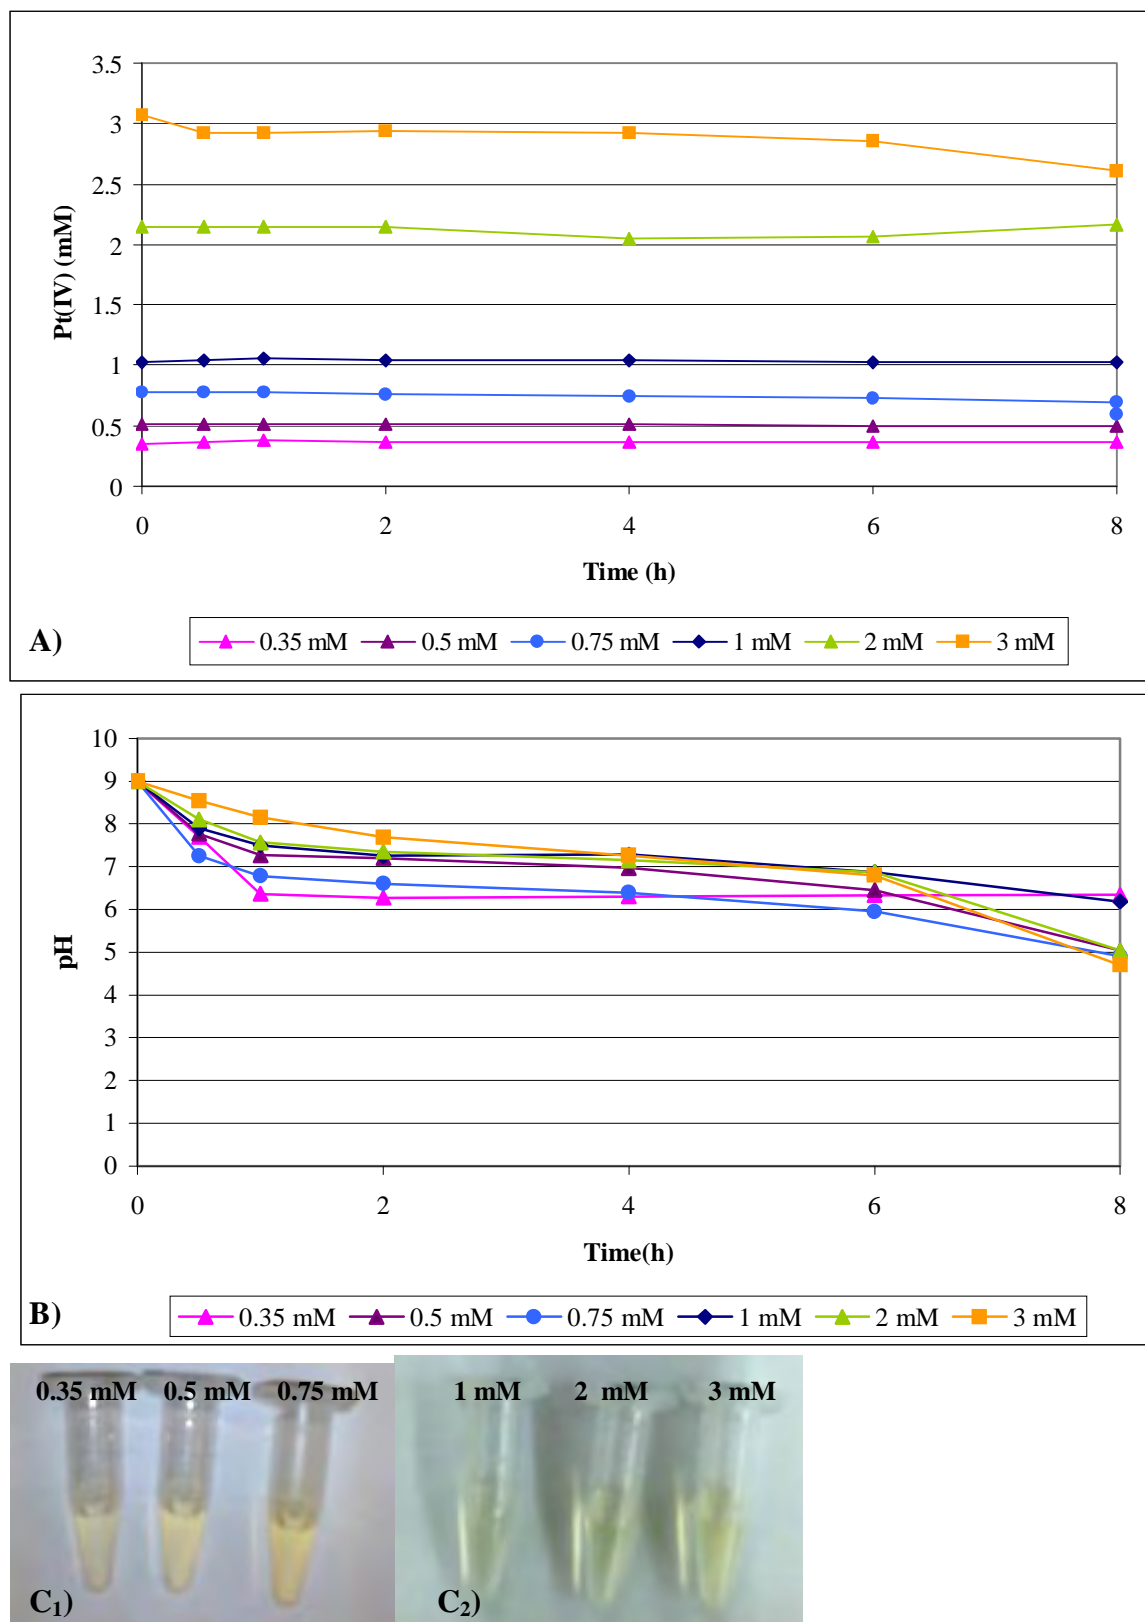 3.5
3
2.5
2
1.5
1
0.5
0
Pt(IV) (mM)
0 2 4 6 8
Time (h)
A)
0.35 mM 0.5 mM 0.75 mM 1 mM 2 mM 3 mM
10
9
8
7
6
5
4
3
2
1
0
pH
0 2 4 6 8
Time(h)
B)
0.35 mM 0.5 mM 0.75 mM 1 mM 2 mM 3 mM
0.35 mM 0.5 mM 0.75 mM
C1)
1 mM 2 mM 3 mM
C2)